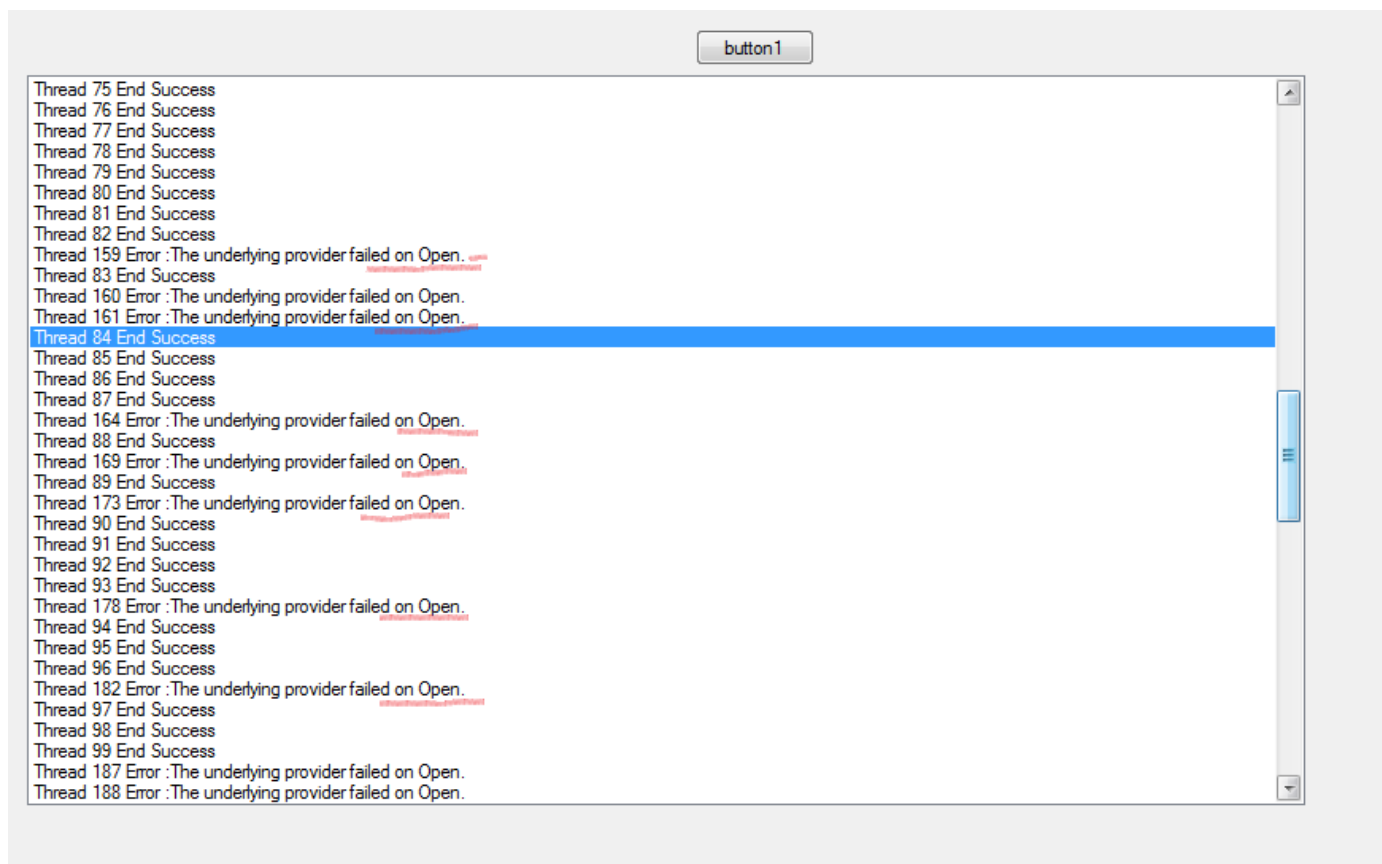 button1
Thread 75 End Success
Thread 76 End Success
Thread 77 End Success
Thread 78 End Success
Thread 79 End Success
Thread 80 End Success
Thread 81 End Success
Thread 82 End Success
Thread 159 Error :The underlying provider failed on Open.
Thread 83 End Success
Thread 160 Error :The underlying provider failed on Open.
Thread 161 Error :The underlying provider failed on Open.
Thread 84 End Success
Thread 85 End Success
Thread 86 End Success
Thread 87 End Success
Thread 164 Error :The underlying provider failed on Open.
Thread 88 End Success
Thread 169 Error :The underlying provider failed on Open.
Thread 89 End Success
Thread 173 Error :The underlying provider failed on Open.
Thread 90 End Success
Thread 91 End Success
Thread 92 End Success
Thread 93 End Success
Thread 178 Error :The underlying provider failed on Open.
Thread 94 End Success
Thread 95 End Success
Thread 96 End Success
Thread 182 Error :The underlying provider failed on Open.
Thread 97 End Success
Thread 98 End Success
Thread 99 End Success
Thread 187 Error :The underlying provider failed on Open.
Thread 188 Error :The underlying provider failed on Open.